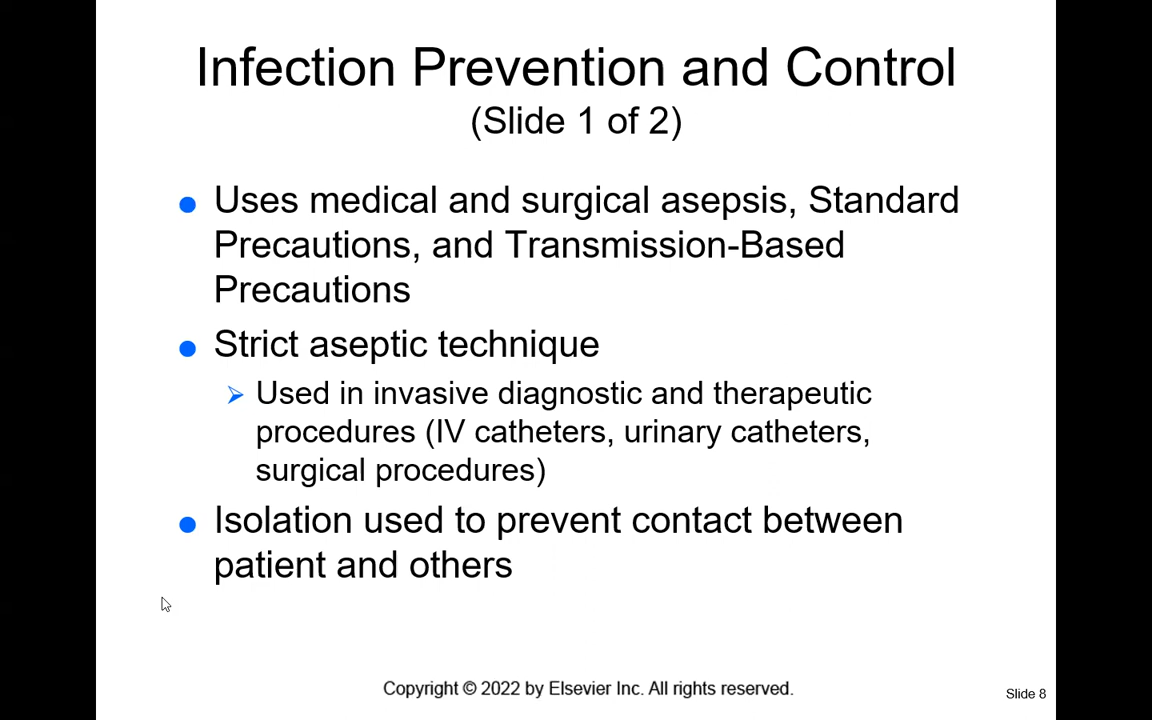 Infection Prevention and Control
(Slide 1 of 2)
Uses medical and surgical asepsis, Standard
Precautions, and Transmission-Based
Precautions
Strict aseptic technique
Used in invasive diagnostic and therapeutic
procedures (IV catheters, urinary catheters,
surgical procedures)
Isolation used to prevent contact between
patient and others
Copyright © 2022 by Elsevier Inc. All rights reserved.
Slide 8